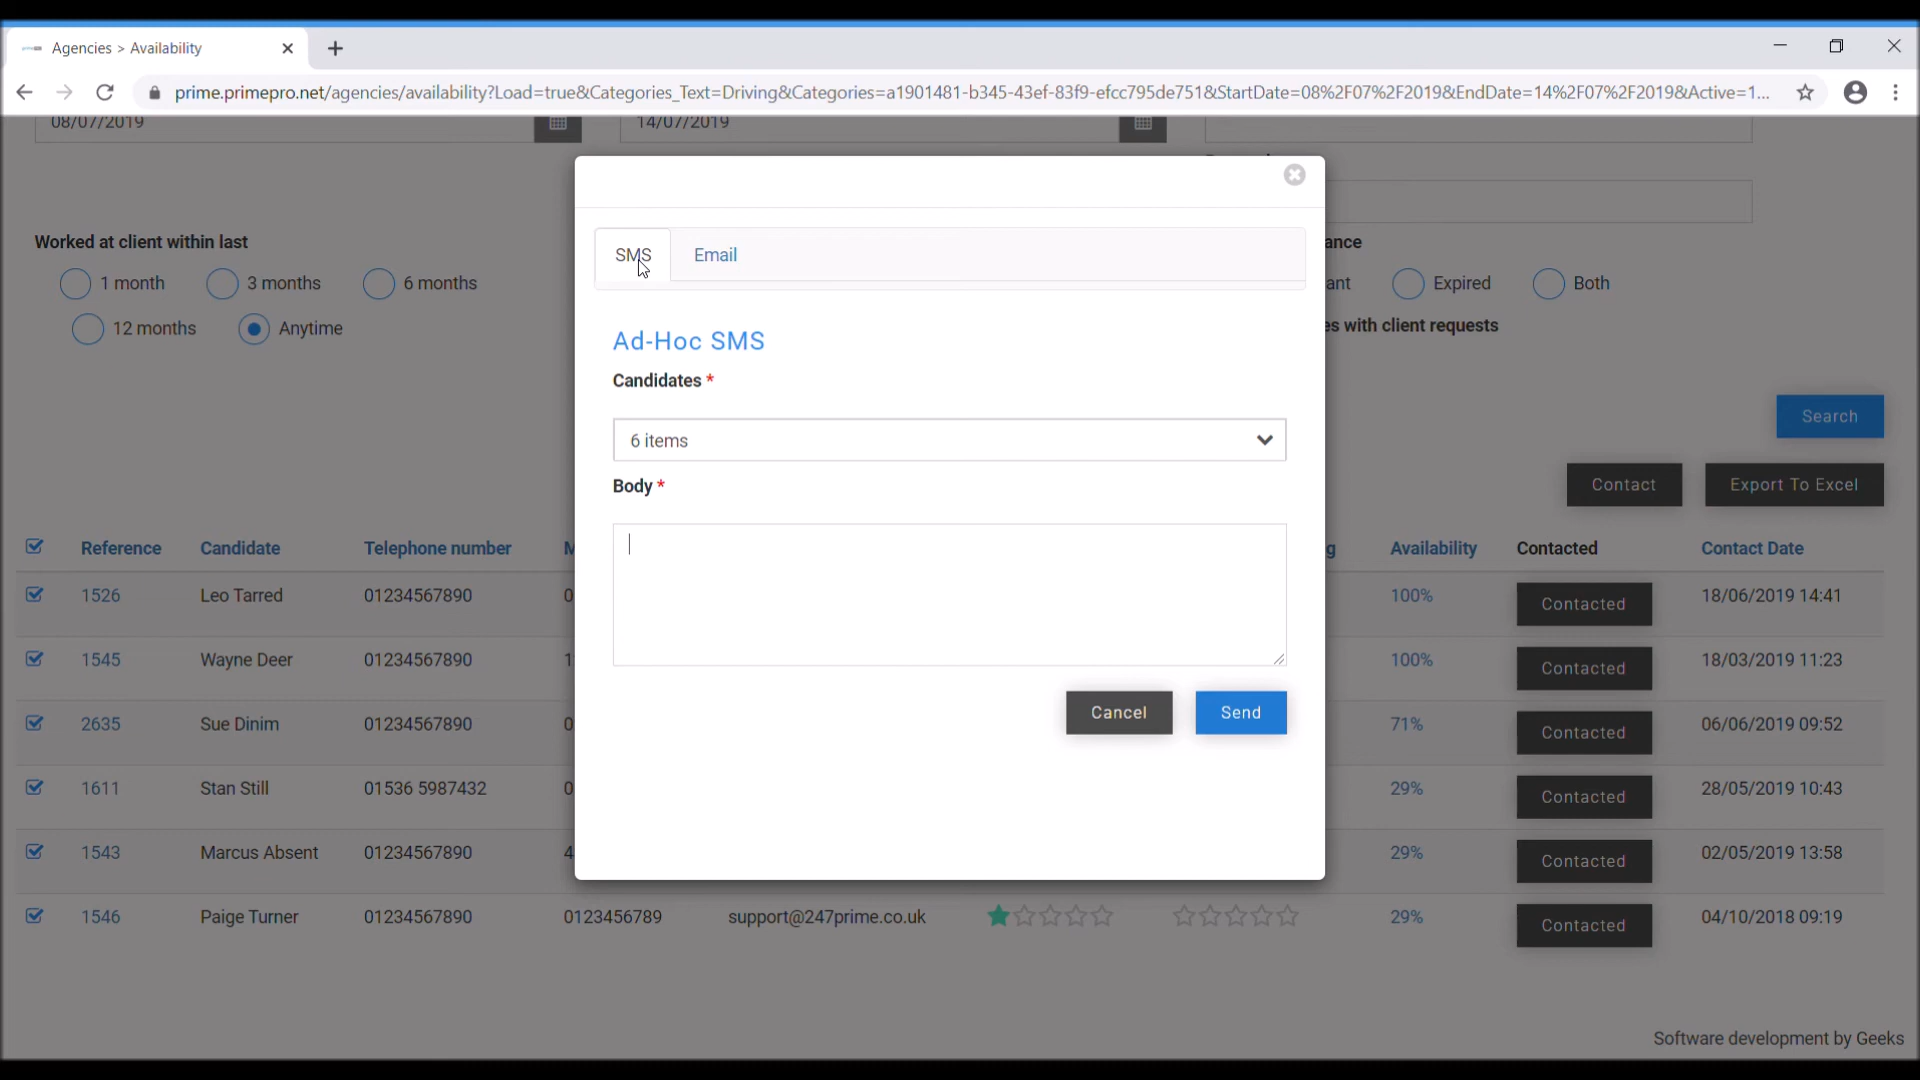 Agencies > Availability
prime.primepro.net/agencies/availability?Load=true&Categories_Text=Driving&Categories=a1901481-b345-43ef-83f9-efcc795de751&StartDate=08%2F07%2F2019&EndDate=14%2F07%2F2019&Active=1...
08/07/2019 14/07/2019
SMS Email
Worked at client within last ance
1 month 3 months 6 months ant Expired Both
12 months Anytime es with client requests
Ad-Hoc SMS
Candidates *
6 items
Search
Body *
Contact Export To Excel
Reference Candidate Telephone number M g Availability Contacted Contact Date
1526 Leo Tarred 01234567890 0 100% Contacted 18/06/2019 14:41
1545 Wayne Deer 01234567890 1 100% Contacted 18/03/2019 11:23
Cancel Send
2635 Sue Dinim 01234567890 0 71% Contacted 06/06/2019 09:52
1611 Stan Still 01536 5987432 0 29% Contacted 28/05/2019 10:43
1543 Marcus Absent 01234567890 4 29% Contacted 02/05/2019 13:58
1546 Paige Turner 01234567890 0123456789 support@247prime.co.uk 29% Contacted 04/10/2018 09:19
Software development by Geeks